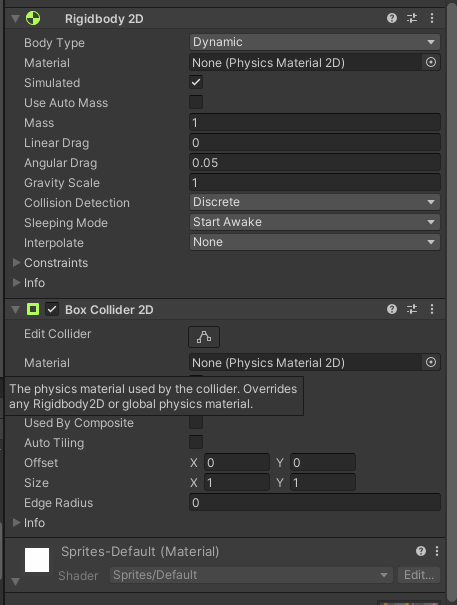 Rigidbody 2D
Body Type Dynamic
Material None (Physics Material 2D)
Simulated
Use Auto Mass
Mass 1
Linear Drag 0
Angular Drag 0.05
Gravity Scale 1
Collision Detection Discrete
Sleeping Mode Start Awake
Interpolate None
Constraints
Info
Box Collider 2D
Edit Collider
Material None (Physics Material 2D)
The physics material used by the collider. Overrides
any Rigidbody2D or global physics material.
Used By Composite
Auto Tiling
Offset X 0 Y 0
Size X 1 Y 1
Edge Radius 0
Info
Sprites-Default (Material)
Shader Sprites/Default Edit...